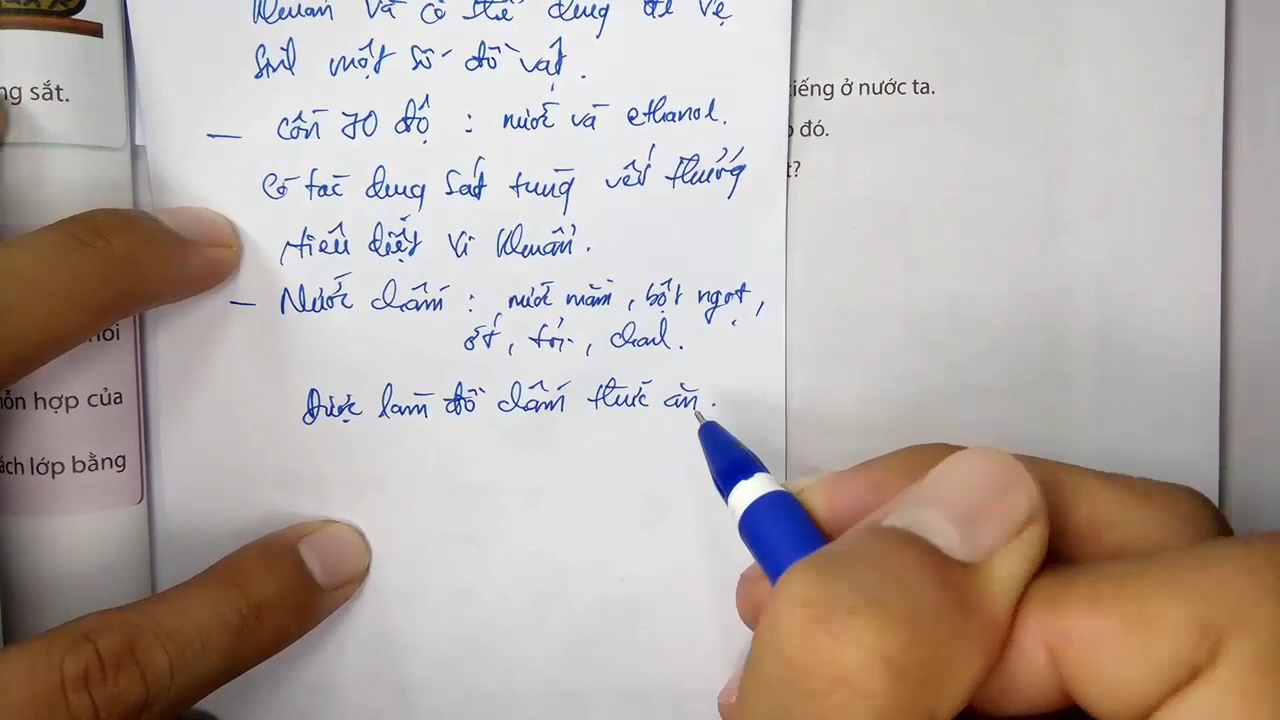 khuẩn và có thể dùng để vệ
sinh một số đồ vật.
ng sắt.
iếng ở nước ta.
— Cồn 70 độ : nước và ethanol.
đó.
t?
Có tác dụng sát trùng vết thương
tiêu diệt vi khuẩn.
— Nước chấm : nước mắm, bột ngọt,
ớt, tỏi, chanh.
ỗn hợp của
Được làm đồ chấm thức ăn.
ách lớp bằng